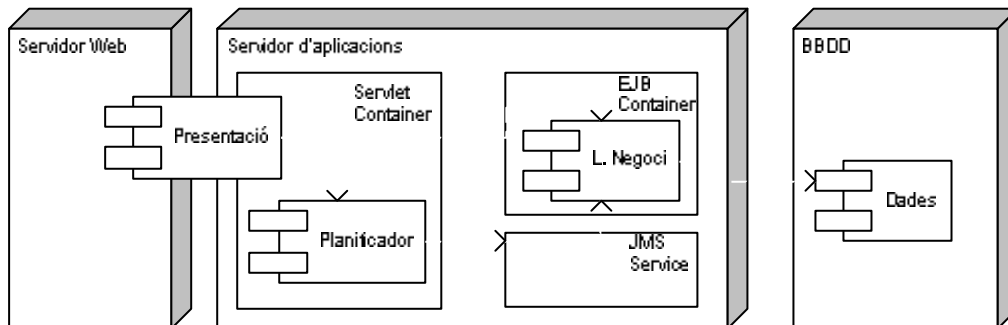 Servidor Web
Servidor d'aplicacions
BBDD
Servlet
Container
EJB
Container
Presentació
L. Negoci
Planificador
Dades
JMS
Service